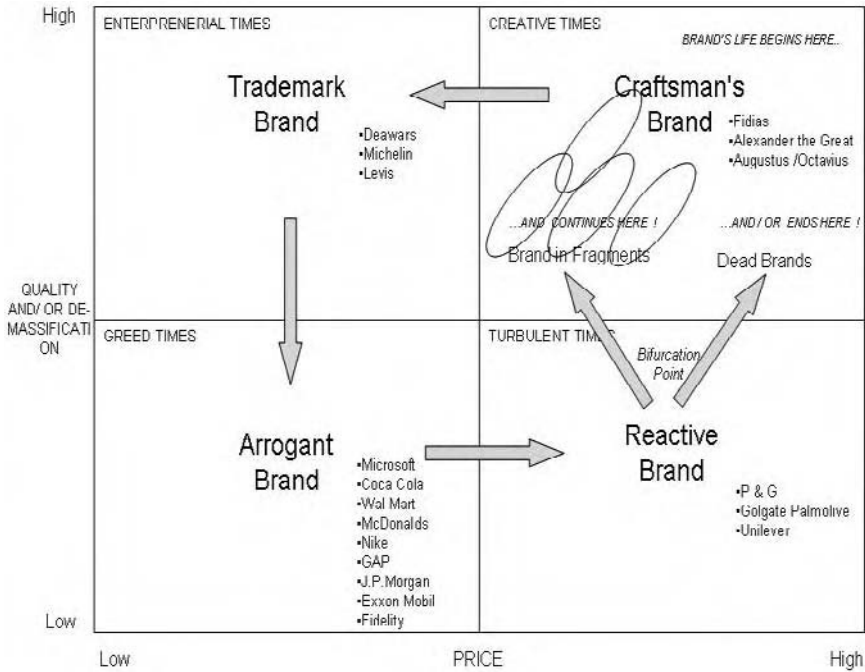 High
ENTERPRENERIAL TIMES
Trademark
Brand
▪Deawars
▪Michelin
▪Levis
CREATIVE TIMES
BRAND'S LIFE BEGINS HERE..
Craftsman's
Brand
▪Fidias
▪Alexander the Great
▪Augustus /Octavius
...AND CONTINUES HERE !
Brand in Fragments
...AND/ OR ENDS HERE !
Dead Brands
QUALITY
AND/ OR DE-
MASSIFICATI
ON
GREED TIMES
Arrogant
Brand
▪Microsoft
▪Coca Cola
▪Wal Mart
▪McDonalds
▪Nike
▪GAP
▪J.P.Morgan
▪Exxon Mobil
▪Fidelity
TURBULENT TIMES
Bifurcation
Point
Reactive
Brand
▪P & G
▪Golgate Palmolive
▪Unilever
Low
Low
PRICE
High